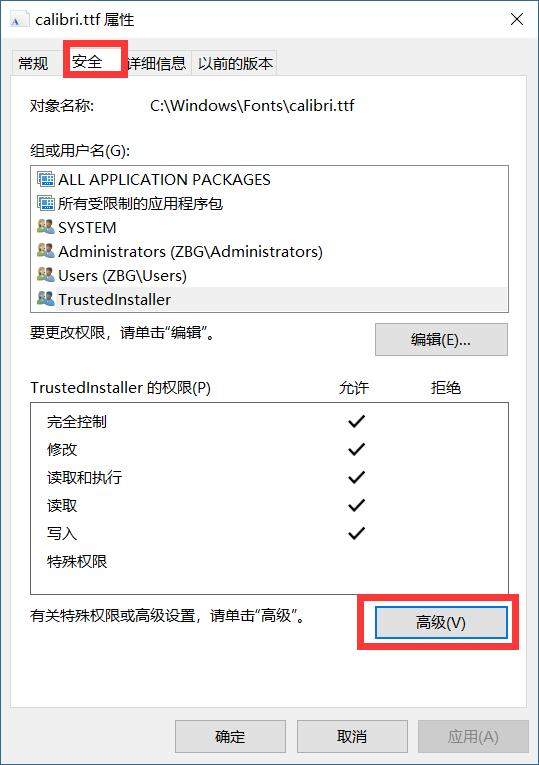 calibri.ttf 属性
常规 安全 详细信息 以前的版本
对象名称: C:\Windows\Fonts\calibri.ttf
组或用户名(G):
ALL APPLICATION PACKAGES
所有受限制的应用程序包
SYSTEM
Administrators (ZBG\Administrators)
Users (ZBG\Users)
TrustedInstaller
要更改权限，请单击“编辑”。
编辑(E)...
TrustedInstaller 的权限(P) 允许 拒绝
完全控制
修改
读取和执行
读取
写入
特殊权限
有关特殊权限或高级设置，请单击“高级”。
高级(V)
确定 取消 应用(A)